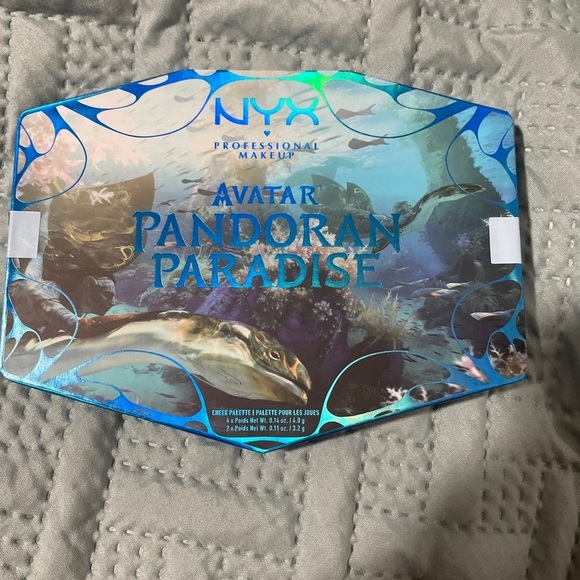 NYX
PROFESSIONAL
MAKEUP
AVATAR
PANDORAN
PARADISE
CHEEK PALETTE | PALETTE POUR LES JOUES
4 x Poids Net Wt. 0.14 oz. / 4.0 g
2 x Poids Net Wt. 0.11 oz. / 3.2 g